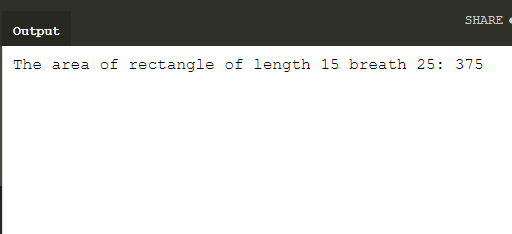 SHARE
Output
The area of rectangle of length 15 breath 25: 375